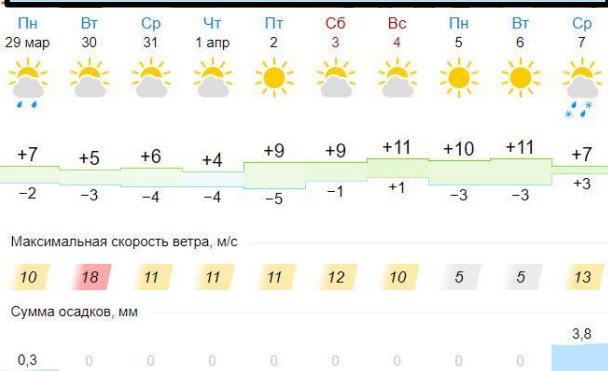 Пн Вт Ср Чт Пт Сб Вс Пн Вт Ср
29 мар 30 31 1 апр 2 3 4 5 6 7
+7 +5 +6 +4 +9 +9 +11 +10 +11 +7
−2 −3 −4 −4 −5 −1 +1 −3 −3 +3
Максимальная скорость ветра, м/с
10 18 11 11 11 12 10 5 5 13
Сумма осадков, мм
0,3 0 0 0 0 0 0 0 0 3,8